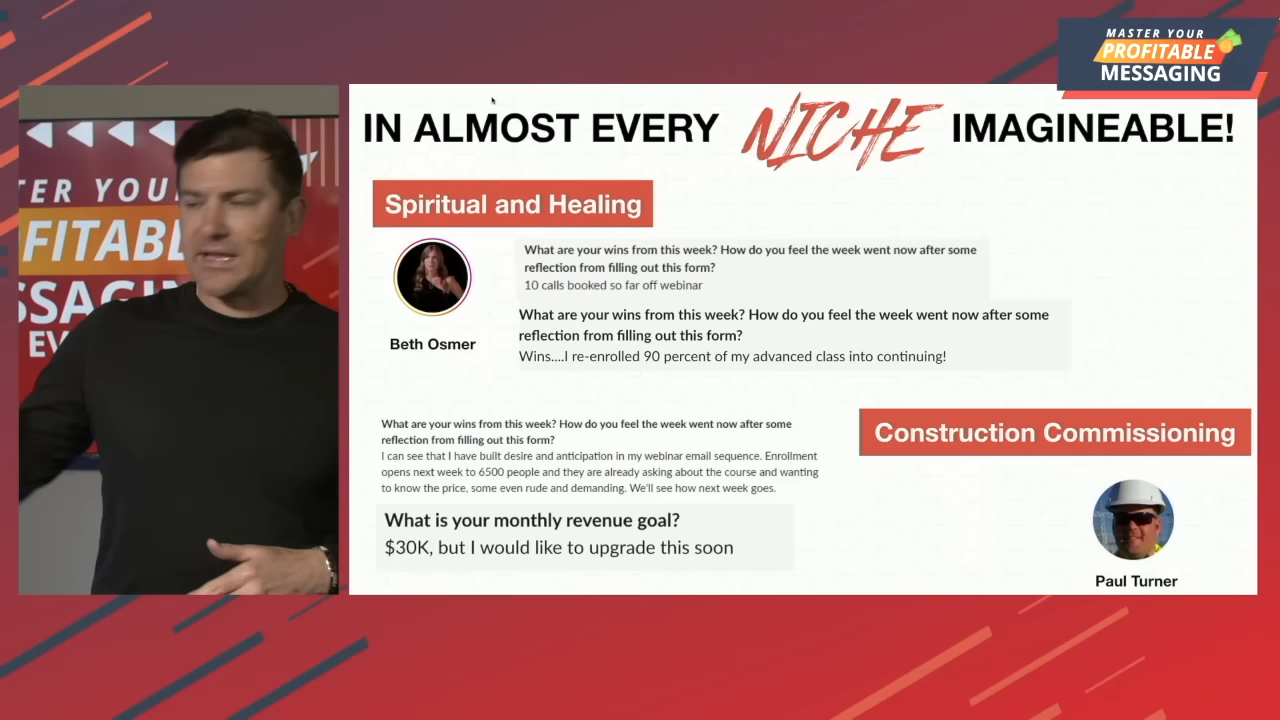 MASTER YOUR
PROFITABLE
MESSAGING
TER YOU
FITABL
SSAGIN
EV
IN ALMOST EVERY NICHE IMAGINEABLE!
Spiritual and Healing
Beth Osmer
What are your wins from this week? How do you feel the week went now after some
reflection from filling out this form?
10 calls booked so far off webinar
What are your wins from this week? How do you feel the week went now after some
reflection from filling out this form?
Wins....I re-enrolled 90 percent of my advanced class into continuing!
Construction Commissioning
Paul Turner
What are your wins from this week? How do you feel the week went now after some
reflection from filling out this form?
I can see that I have built desire and anticipation in my webinar email sequence. Enrollment
opens next week to 6500 people and they are already asking about the course and wanting
to know the price, some even rude and demanding. We'll see how next week goes.
What is your monthly revenue goal?
$30K, but I would like to upgrade this soon